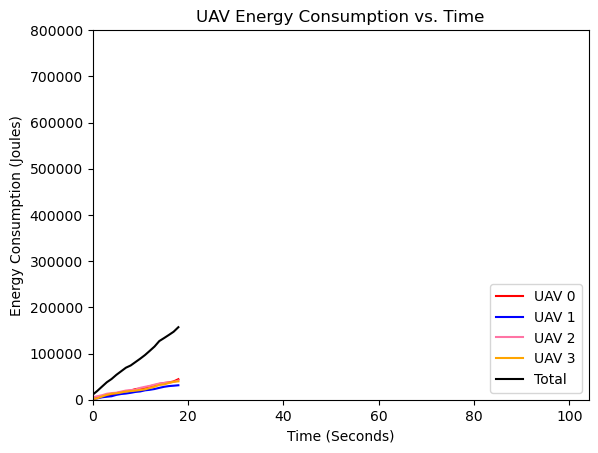 UAV Energy Consumption vs. Time
800000
700000
600000
500000
400000
300000
200000
100000
0
Energy Consumption (Joules)
0 20 40 60 80 100
Time (Seconds)
UAV 0
UAV 1
UAV 2
UAV 3
Total